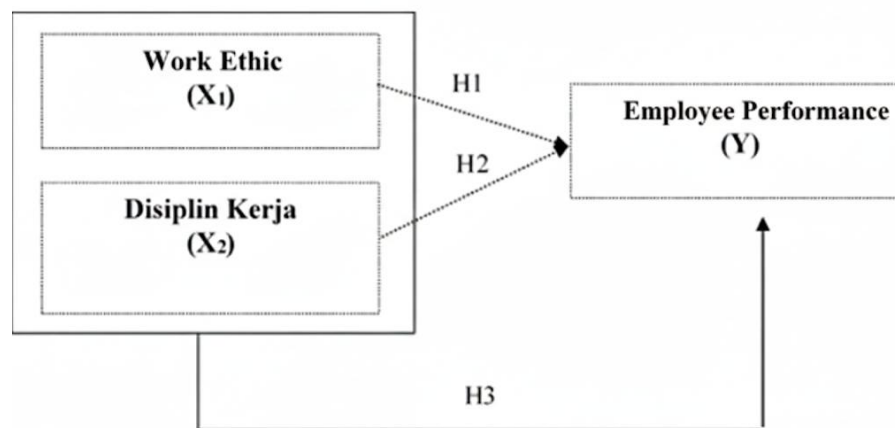 Work Ethic
(X₁)
H1
Employee Performance
(Y)
H2
Disiplin Kerja
(X₂)
H3